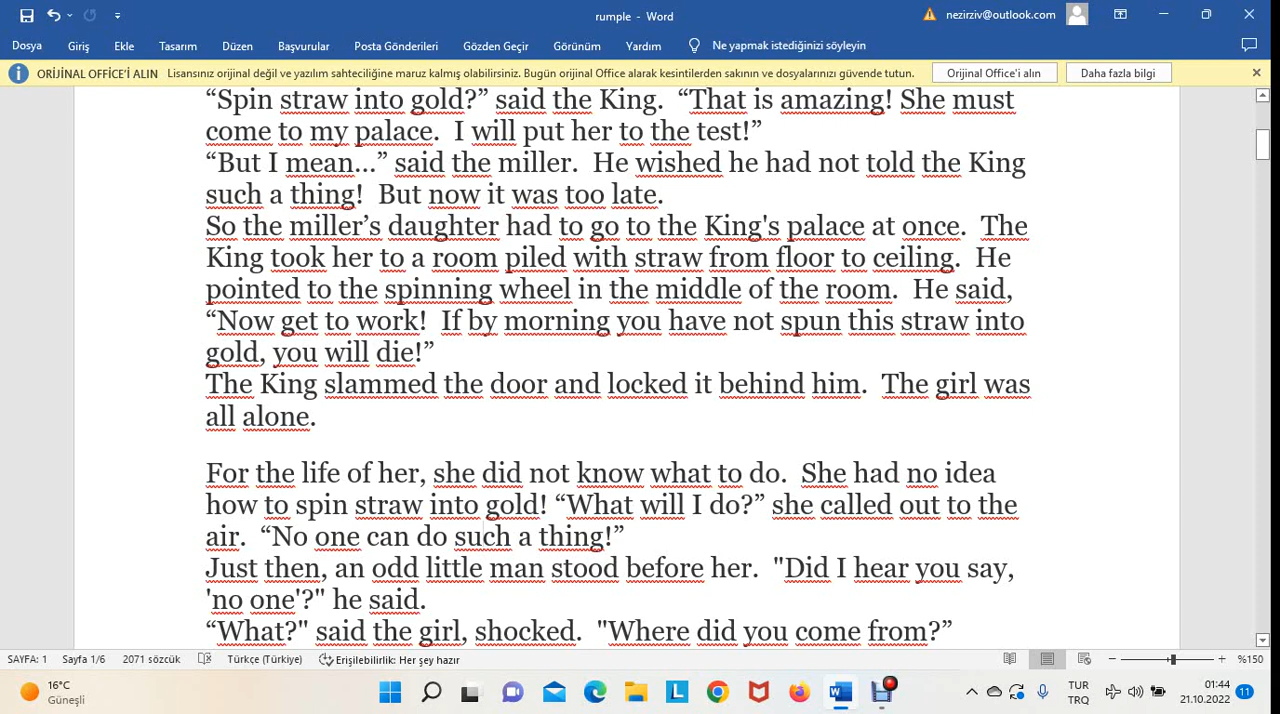 rumple - Word
nezirziv@outlook.com
Dosya Giriş Ekle Tasarım Düzen Başvurular Posta Gönderileri Gözden Geçir Görünüm Yardım Ne yapmak istediğinizi söyleyin
ORİJİNAL OFFICE'İ ALIN Lisansınız orijinal değil ve yazılım sahteciliğine maruz kalmış olabilirsiniz. Bugün orijinal Office alarak kesintilerden sakının ve dosyalarınızı güvende tutun. Orijinal Office'i alın Daha fazla bilgi
“Spin straw into gold?” said the King. “That is amazing! She must
come to my palace. I will put her to the test!”
“But I mean...” said the miller. He wished he had not told the King
such a thing! But now it was too late.
So the miller’s daughter had to go to the King's palace at once. The
King took her to a room piled with straw from floor to ceiling. He
pointed to the spinning wheel in the middle of the room. He said,
“Now get to work! If by morning you have not spun this straw into
gold, you will die!”
The King slammed the door and locked it behind him. The girl was
all alone.
For the life of her, she did not know what to do. She had no idea
how to spin straw into gold! “What will I do?” she called out to the
air. “No one can do such a thing!”
Just then, an odd little man stood before her. "Did I hear you say,
'no one'?" he said.
“What?" said the girl, shocked. "Where did you come from?”
SAYFA: 1 Sayfa 1/6 2071 sözcük Türkçe (Türkiye) Erişilebilirlik: Her şey hazır %150
16°C
Güneşli
TUR
TRQ
01:44
21.10.2022
11